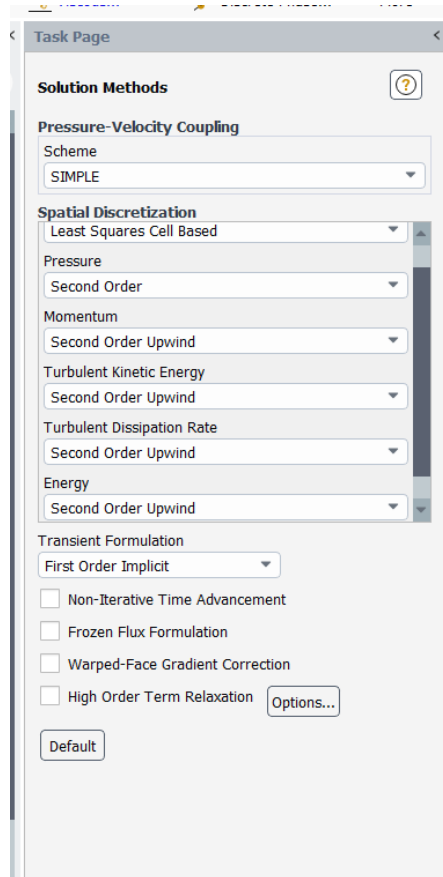 Task Page
Solution Methods
Pressure-Velocity Coupling
Scheme
SIMPLE
Spatial Discretization
Least Squares Cell Based
Pressure
Second Order
Momentum
Second Order Upwind
Turbulent Kinetic Energy
Second Order Upwind
Turbulent Dissipation Rate
Second Order Upwind
Energy
Second Order Upwind
Transient Formulation
First Order Implicit
Non-Iterative Time Advancement
Frozen Flux Formulation
Warped-Face Gradient Correction
High Order Term Relaxation Options...
Default